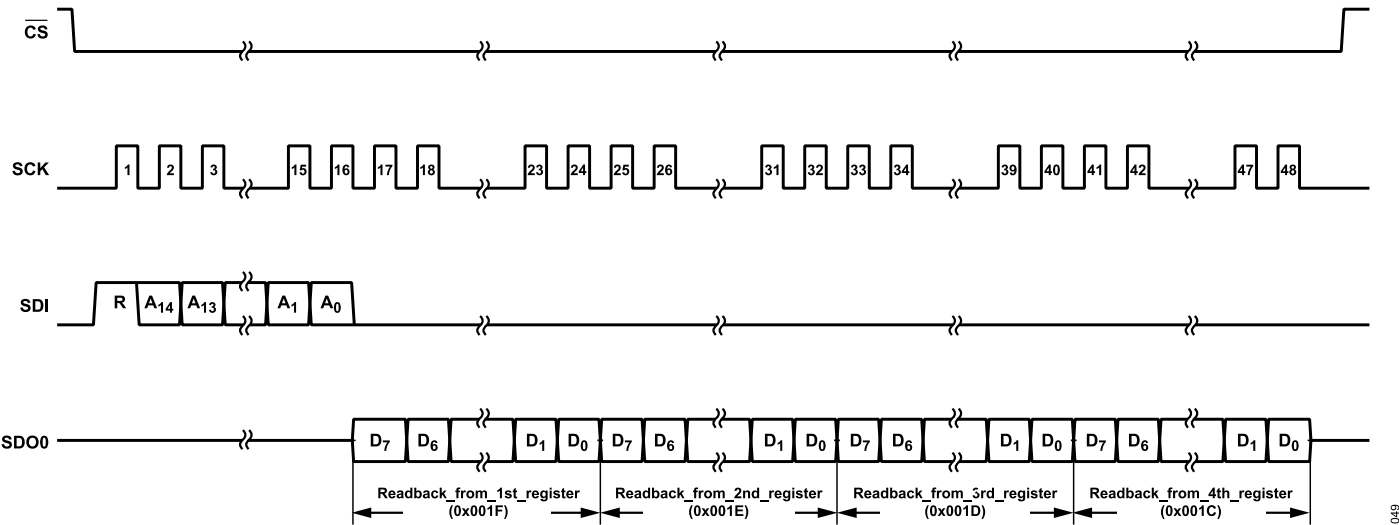 CS
SCK
1 2 3 15 16 17 18 23 24 25 26 31 32 33 34 39 40 41 42 47 48
SDI
R A14 A13 A1 A0
SDO0
D7 D6 D1 D0 D7 D6 D1 D0 D7 D6 D1 D0 D7 D6 D1 D0
Readback_from_1st_register Readback_from_2nd_register Readback_from_3rd_register Readback_from_4th_register
(0x001F) (0x001E) (0x001D) (0x001C)
049